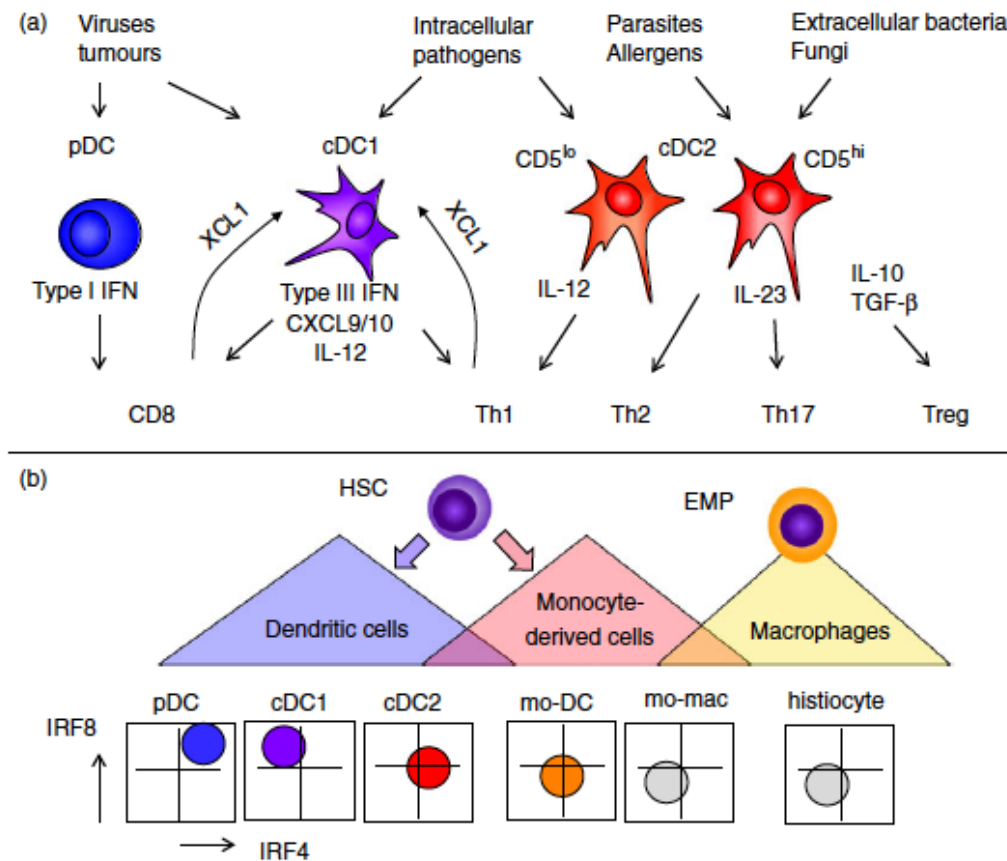 (a)
Viruses
tumours
Intracellular
pathogens
Parasites
Allergens
Extracellular bacteria
Fungi
pDC
cDC1
CD5lo
cDC2
CD5hi
XCL1
XCL1
Type I IFN
Type III IFN
CXCL9/10
IL-12
IL-12
IL-23
IL-10
TGF-β
CD8
Th1
Th2
Th17
Treg
(b)
HSC
EMP
Dendritic cells
Monocyte-
derived cells
Macrophages
pDC
cDC1
cDC2
mo-DC
mo-mac
histiocyte
IRF8
IRF4